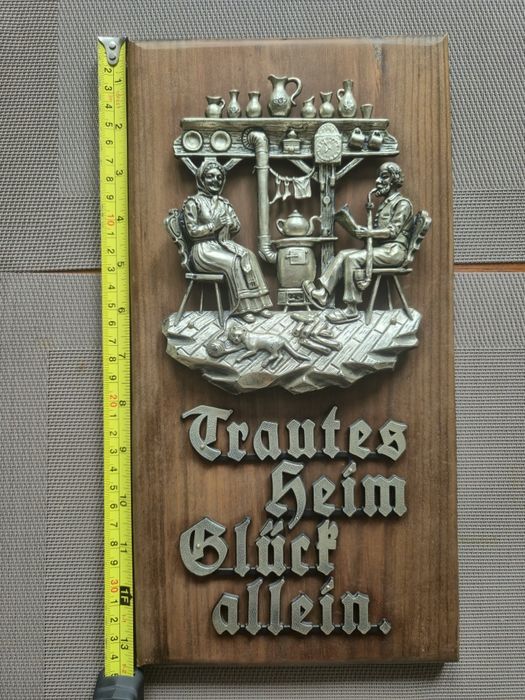 Trautes
Heim
Glück
allein.